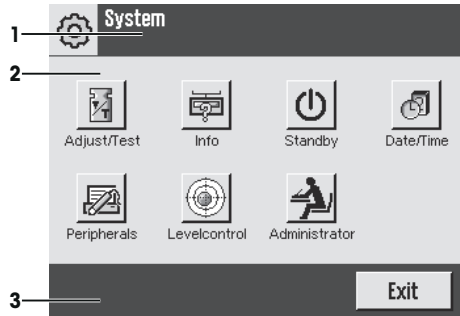 System
1
2
Adjust/Test Info Standby Date/Time
Peripherals Levelcontrol Administrator
3
Exit